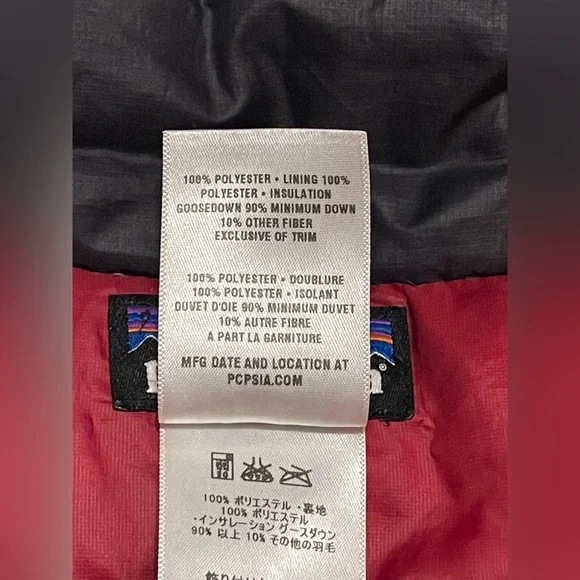 100% POLYESTER • LINING 100%
POLYESTER • INSULATION
GOOSEDOWN 90% MINIMUM DOWN
10% OTHER FIBER
EXCLUSIVE OF TRIM
100% POLYESTER • DOUBLURE
100% POLYESTER • ISOLANT
DUVET D'OIE 90% MINIMUM DUVET
10% AUTRE FIBRE
A PART LA GARNITURE
MFG DATE AND LOCATION AT
PCPSIA.COM
100% ポリエステル・裏地
100% ポリエステル
・インサレーション グースダウン
90% 以上 10% その他の羽毛